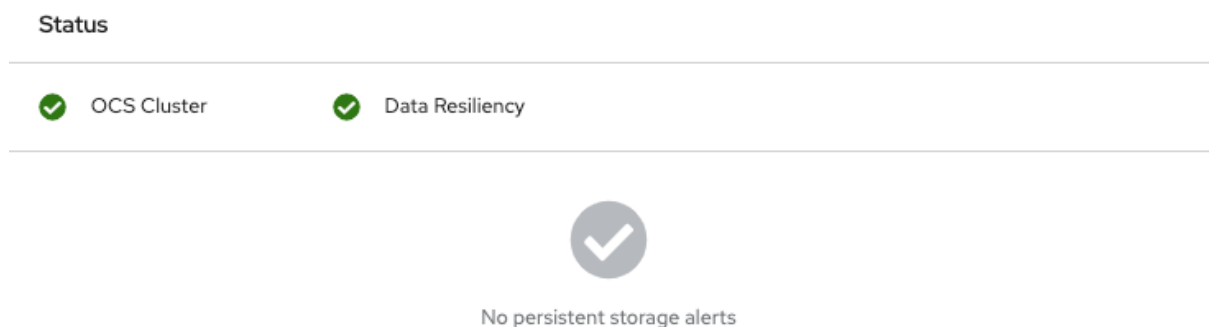 Status
OCS Cluster Data Resiliency
No persistent storage alerts